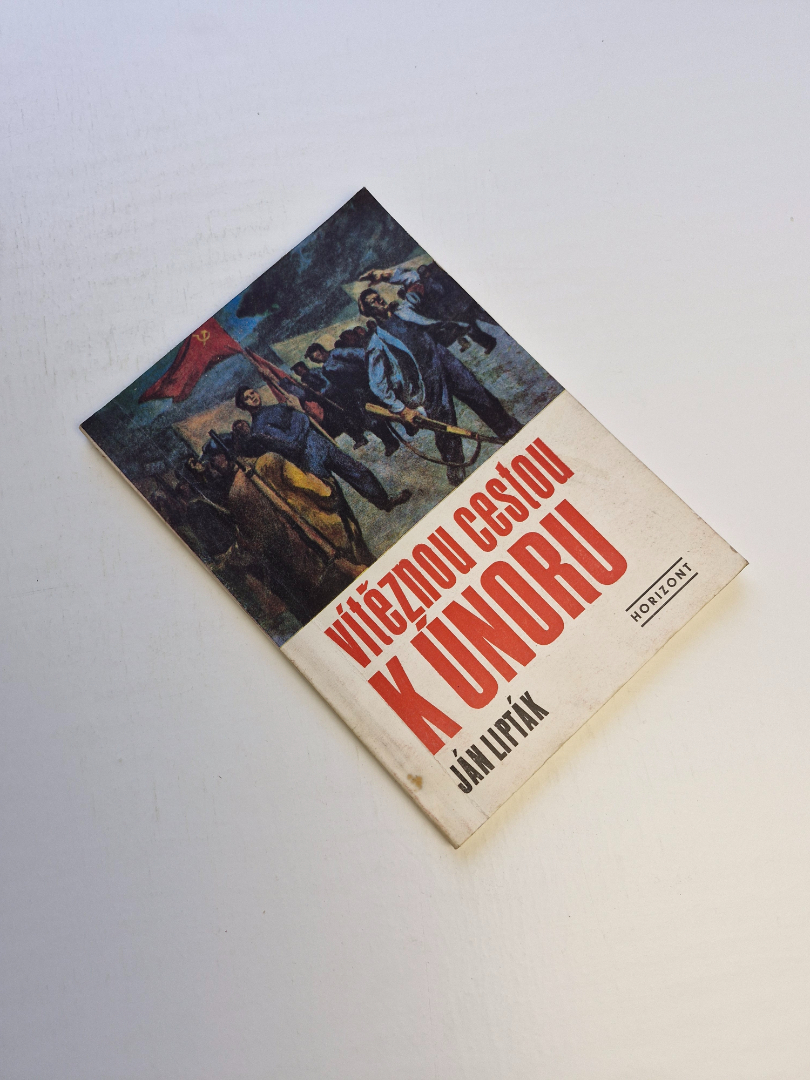 vítěznou cestou
K ÚNORU
JÁN LIPTÁK
HORIZONT